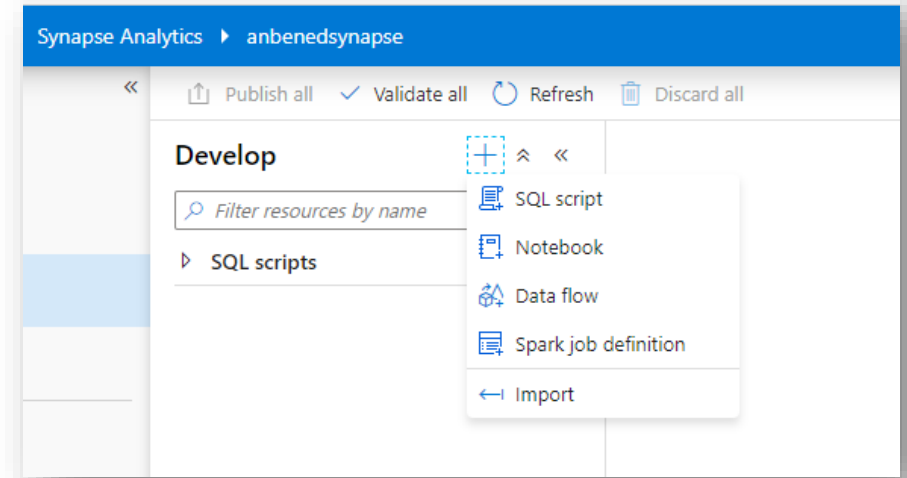 Synapse Analytics anbenedsynapse
Publish all Validate all Refresh Discard all
Develop
Filter resources by name
SQL scripts
SQL script
Notebook
Data flow
Spark job definition
Import